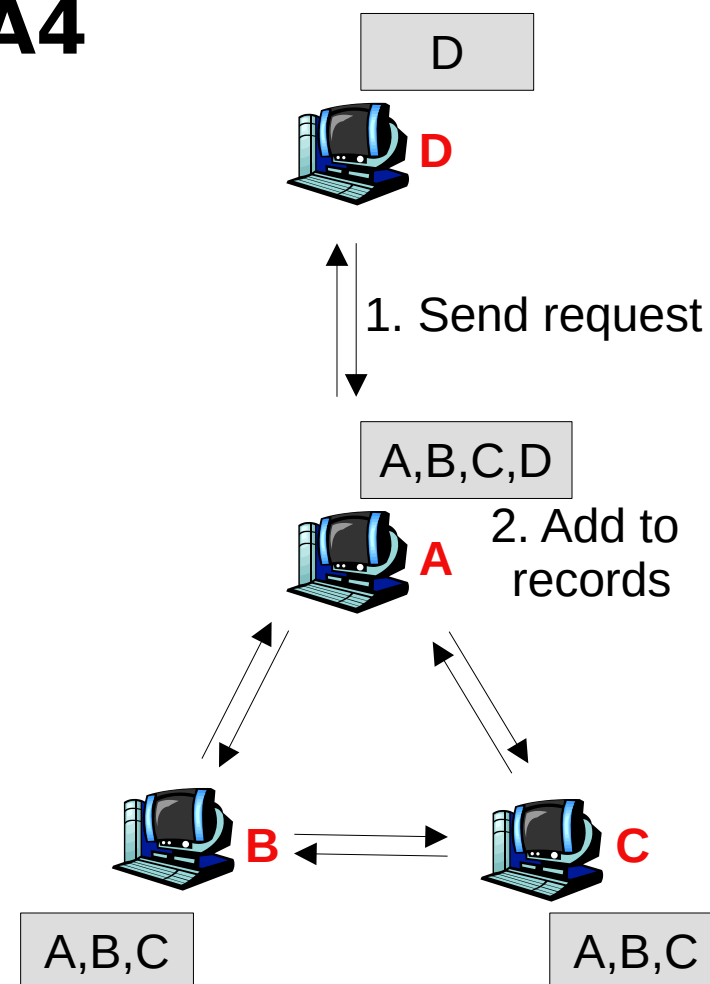 A4
D
D
1. Send request
A,B,C,D
2. Add to
records
A
B
C
A,B,C
A,B,C